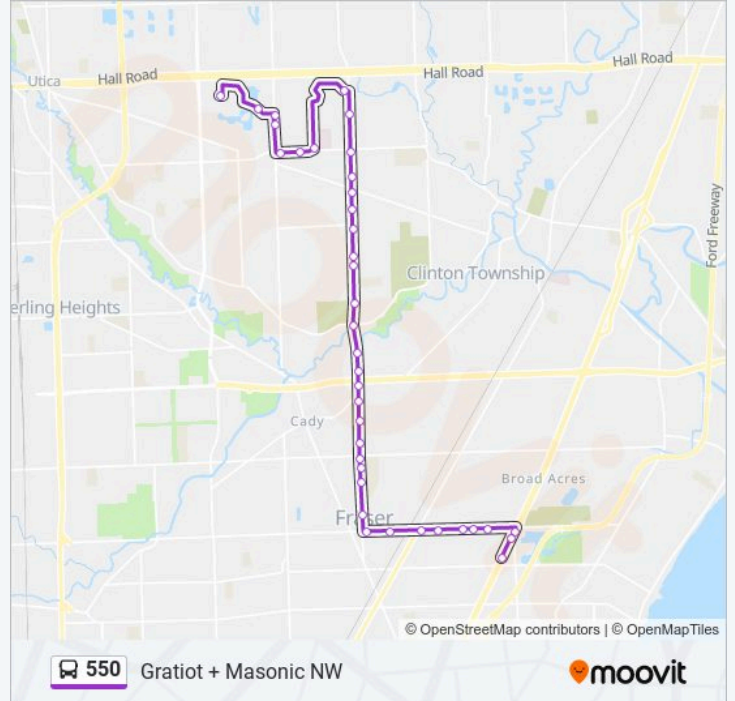 Hall Road
Hall Road
Hall Road
Utica
Ford Freeway
Clinton Township
erling Heights
Cady
Broad Acres
Fraser
© OpenStreetMap contributors | © OpenMapTiles
550 Gratiot + Masonic NW
moovit